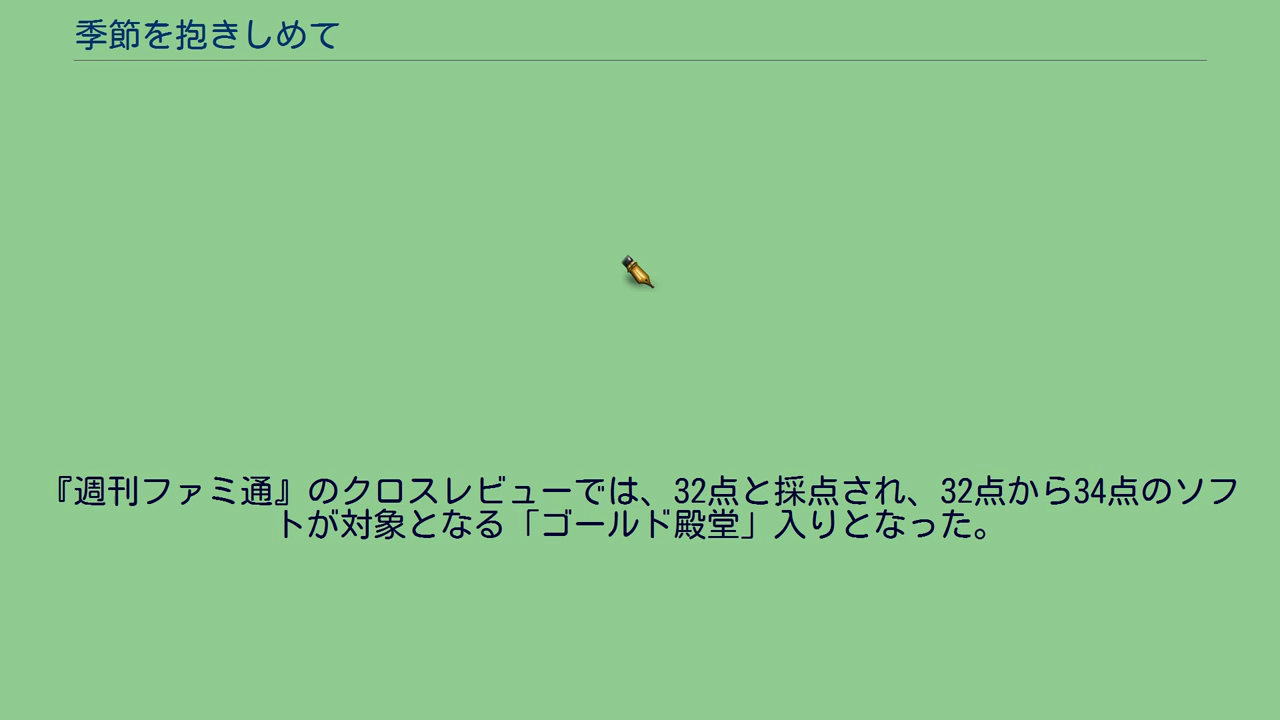 季節を抱きしめて
『週刊ファミ通』のクロスレビューでは、32点と採点され、32点から34点のソフ
トが対象となる「ゴールド殿堂」入りとなった。